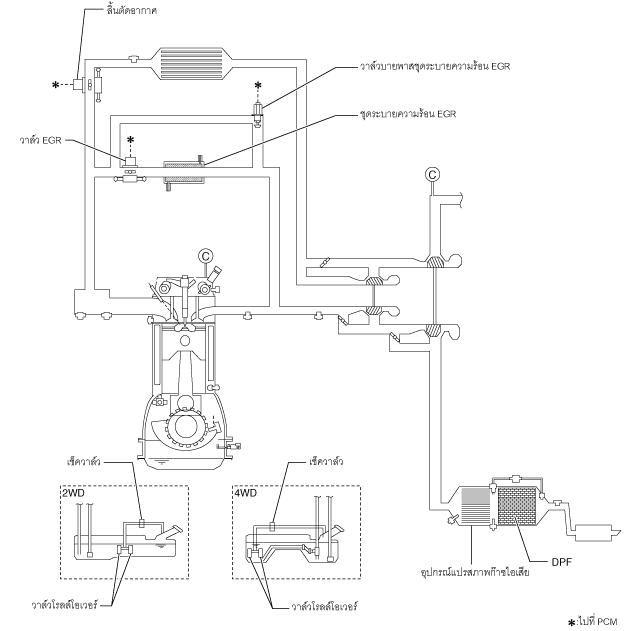 ลิ้นตัดอากาศ
*
*
วาล์วบายพาสชุดระบายความร้อน EGR
ชุดระบายความร้อน EGR
วาล์ว EGR
*
C
C
เช็ควาล์ว
เช็ควาล์ว
2WD
4WD
DPF
อุปกรณ์แปรสภาพก๊าซไอเสีย
วาล์วโรลล์โอเวอร์
วาล์วโรลล์โอเวอร์
*:ไปที่ PCM